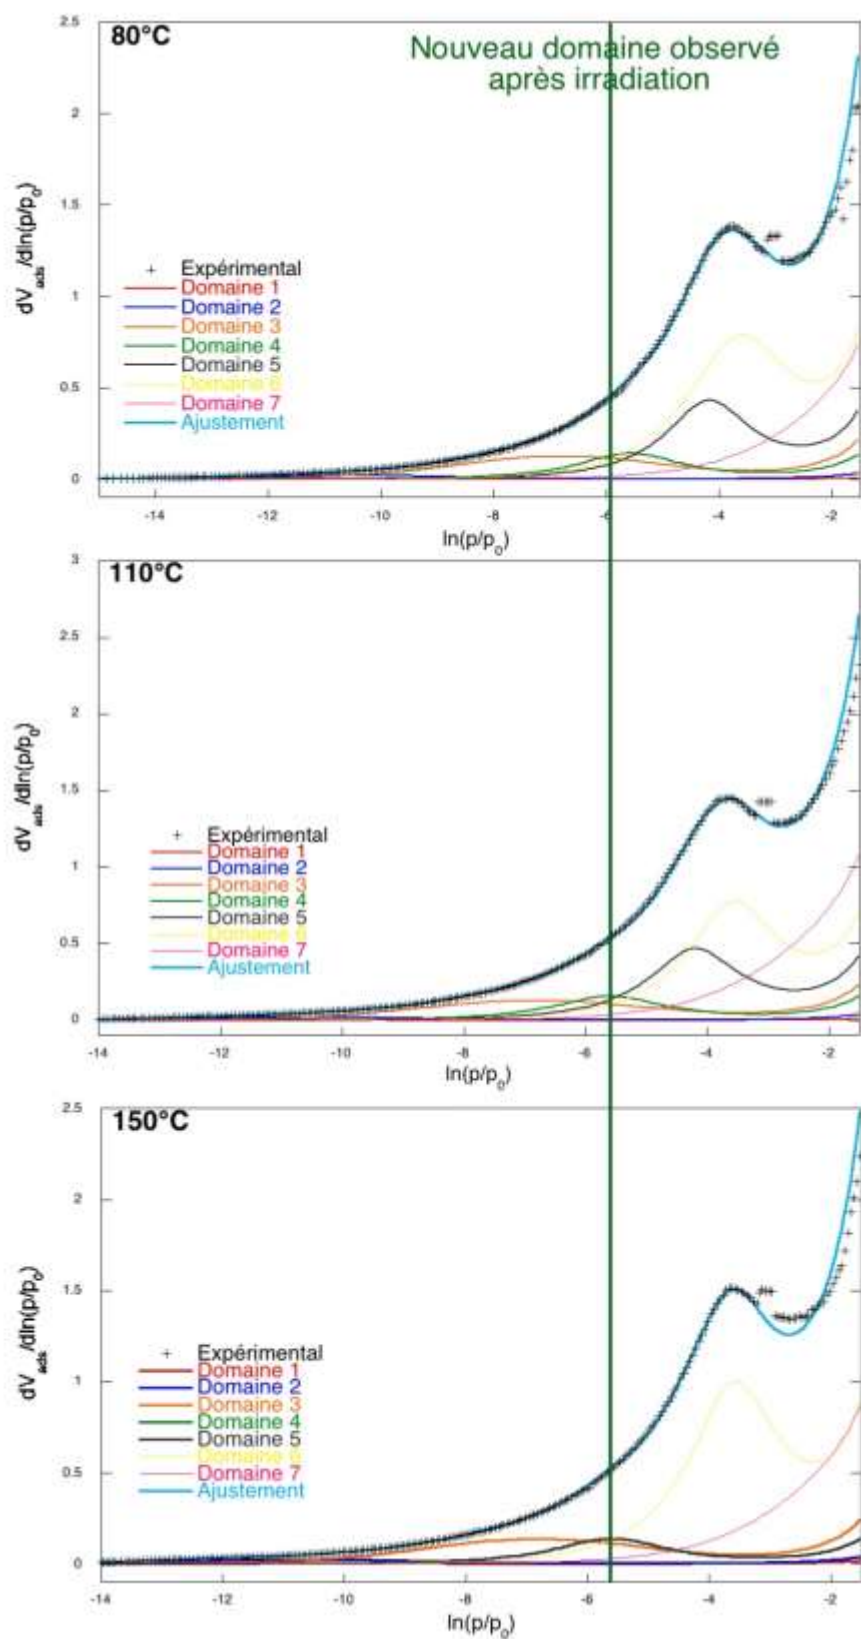 80°C
Nouveau domaine observé
après irradiation
2.5
2
1.5
1
0.5
0
dV_ads/dln(p/p_0)
+ Expérimental
Domaine 1
Domaine 2
Domaine 3
Domaine 4
Domaine 5
Domaine 6
Domaine 7
Ajustement
-14 -12 -10 -8 -6 -4 -2
ln(p/p_0)
110°C
3
2.5
2
1.5
1
0.5
0
dV_ads/dln(p/p_0)
+ Expérimental
Domaine 1
Domaine 2
Domaine 3
Domaine 4
Domaine 5
Domaine 6
Domaine 7
Ajustement
-14 -12 -10 -8 -6 -4 -2
ln(p/p_0)
150°C
2.5
2
1.5
1
0.5
0
dV_ads/dln(p/p_0)
+ Expérimental
Domaine 1
Domaine 2
Domaine 3
Domaine 4
Domaine 5
Domaine 6
Domaine 7
Ajustement
-14 -12 -10 -8 -6 -4 -2
ln(p/p_0)